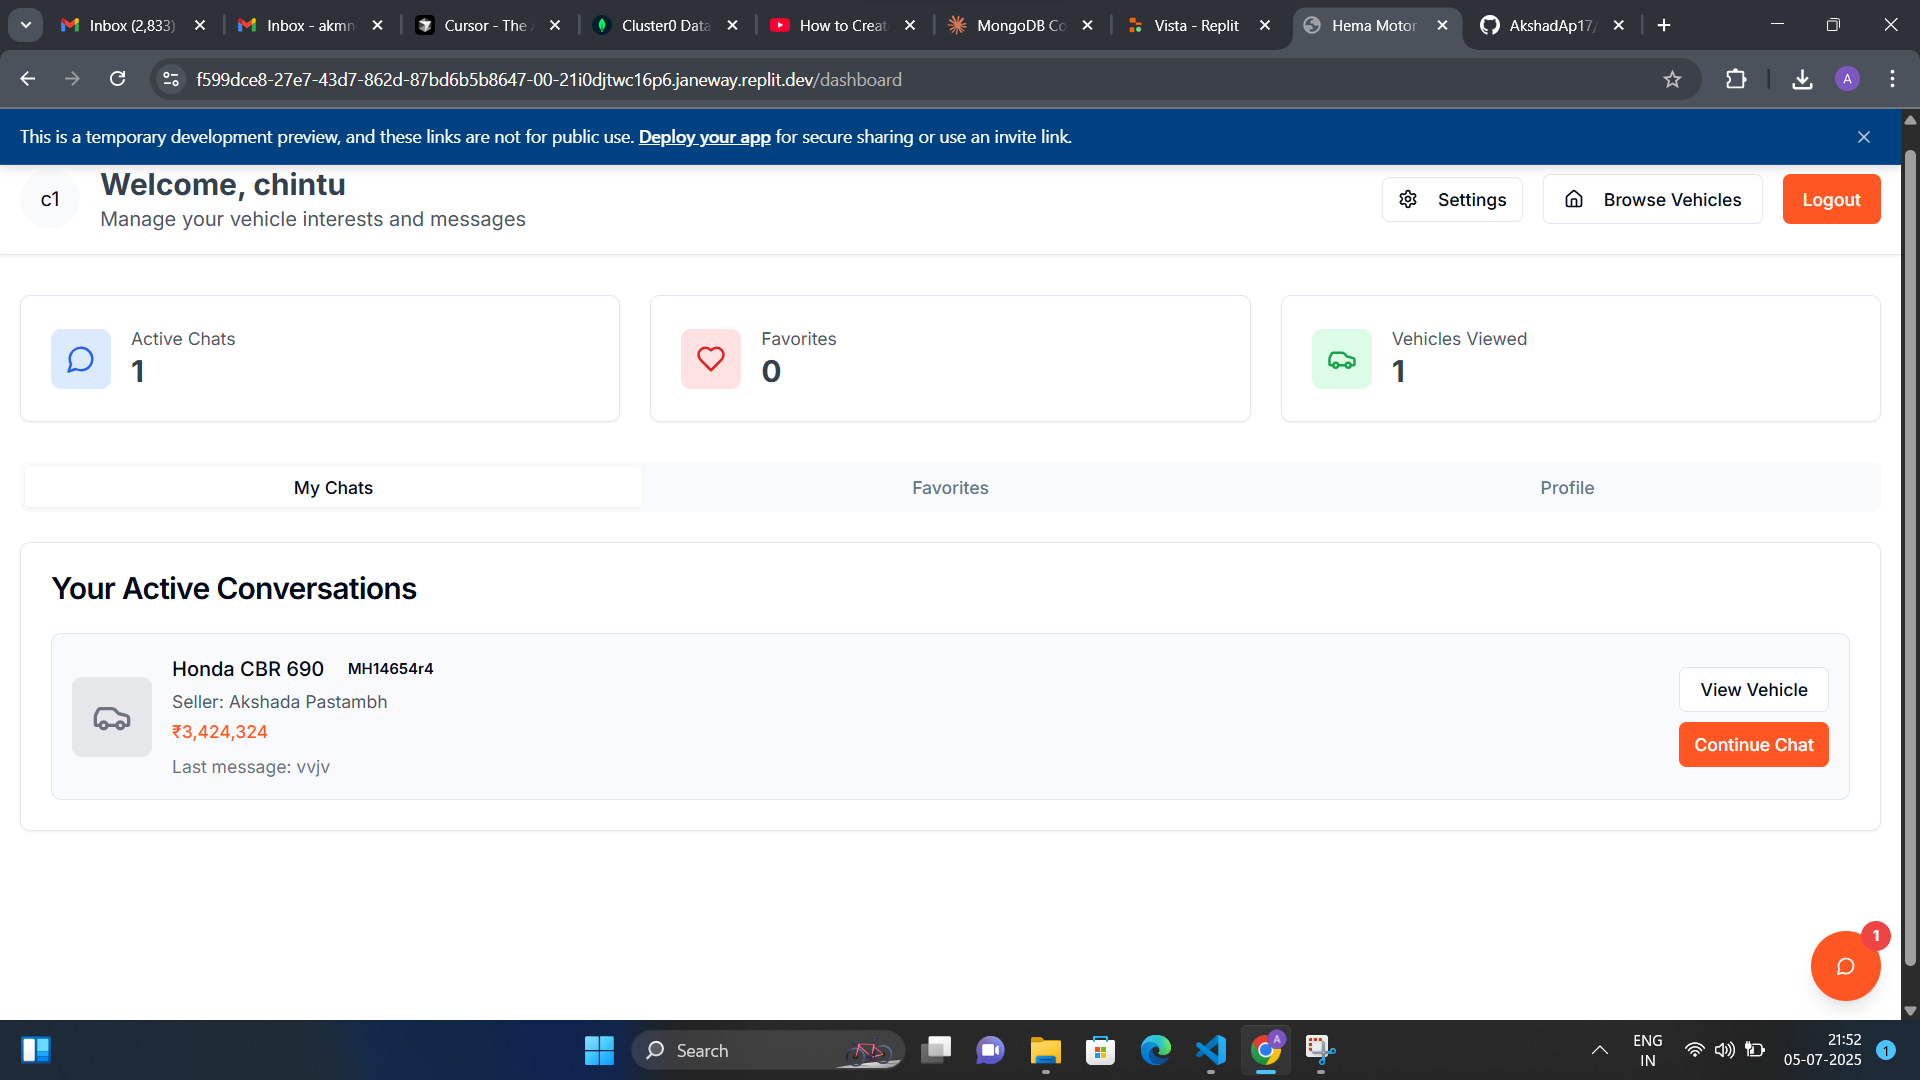 Inbox (2,833)
Inbox - akmn
Cursor - The
Cluster0 Data
How to Creat
MongoDB Co
Vista - Replit
Hema Motor
AkshadAp17/
f599dce8-27e7-43d7-862d-87bd6b5b8647-00-21i0djtwc16p6.janeway.replit.dev/dashboard
A
This is a temporary development preview, and these links are not for public use. Deploy your app for secure sharing or use an invite link.
c1
Welcome, chintu
Manage your vehicle interests and messages
Settings
Browse Vehicles
Logout
Active Chats
1
Favorites
0
Vehicles Viewed
1
My Chats
Favorites
Profile
Your Active Conversations
Honda CBR 690 MH14654r4
Seller: Akshada Pastambh
₹3,424,324
Last message: vvjv
View Vehicle
Continue Chat
1
Search
A
ENG
IN
21:52
05-07-2025
1